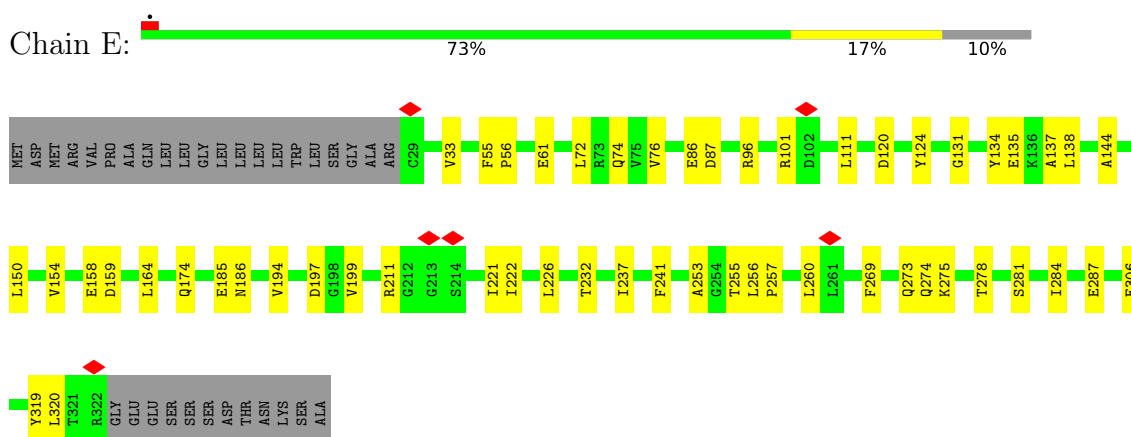 Chain E:
73% 17% 10%
MET ASP MET ARG VAL PRO ALA GLN LEU LEU GLY LEU LEU LEU LEU TRP LEU SER GLY ALA ARG C29 V33 F55 P56 E61 L72 R73 Q74 V75 V76 E86 D87 R96 R101 D102 L111 D120 Y124 G131 Y134 E135 K136 A137 L138 A144
L150 V154 E158 D159 L164 Q174 E185 N186 V194 D197 G198 V199 R211 G212 G213 S214 I221 I222 L226 T232 I237 F241 A253 G254 T255 L256 P257 L260 L261 F269 Q273 Q274 K275 T278 S281 I284 E287
Y319 L320 T321 R322 GLY GLU GLU SER SER SER ASP THR ASN LYS SER ALA